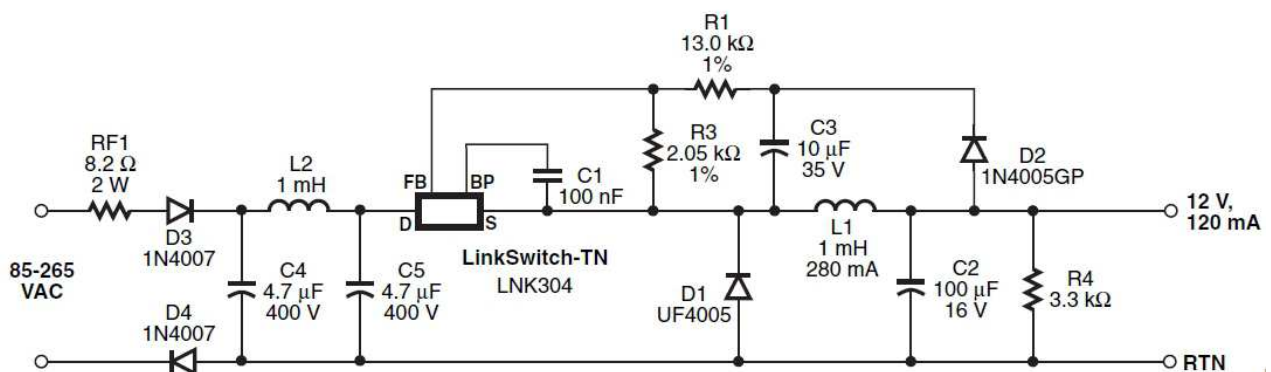 R1
13.0 kΩ
1%
RF1
8.2 Ω
2 W
L2
1 mH
FB
BP
D
S
C1
100 nF
R3
2.05 kΩ
1%
C3
10 µF
35 V
D2
1N4005GP
D3
1N4007
85-265
VAC
C4
4.7 µF
400 V
C5
4.7 µF
400 V
LinkSwitch-TN
LNK304
D1
UF4005
L1
1 mH
280 mA
C2
100 µF
16 V
R4
3.3 kΩ
12 V,
120 mA
D4
1N4007
RTN